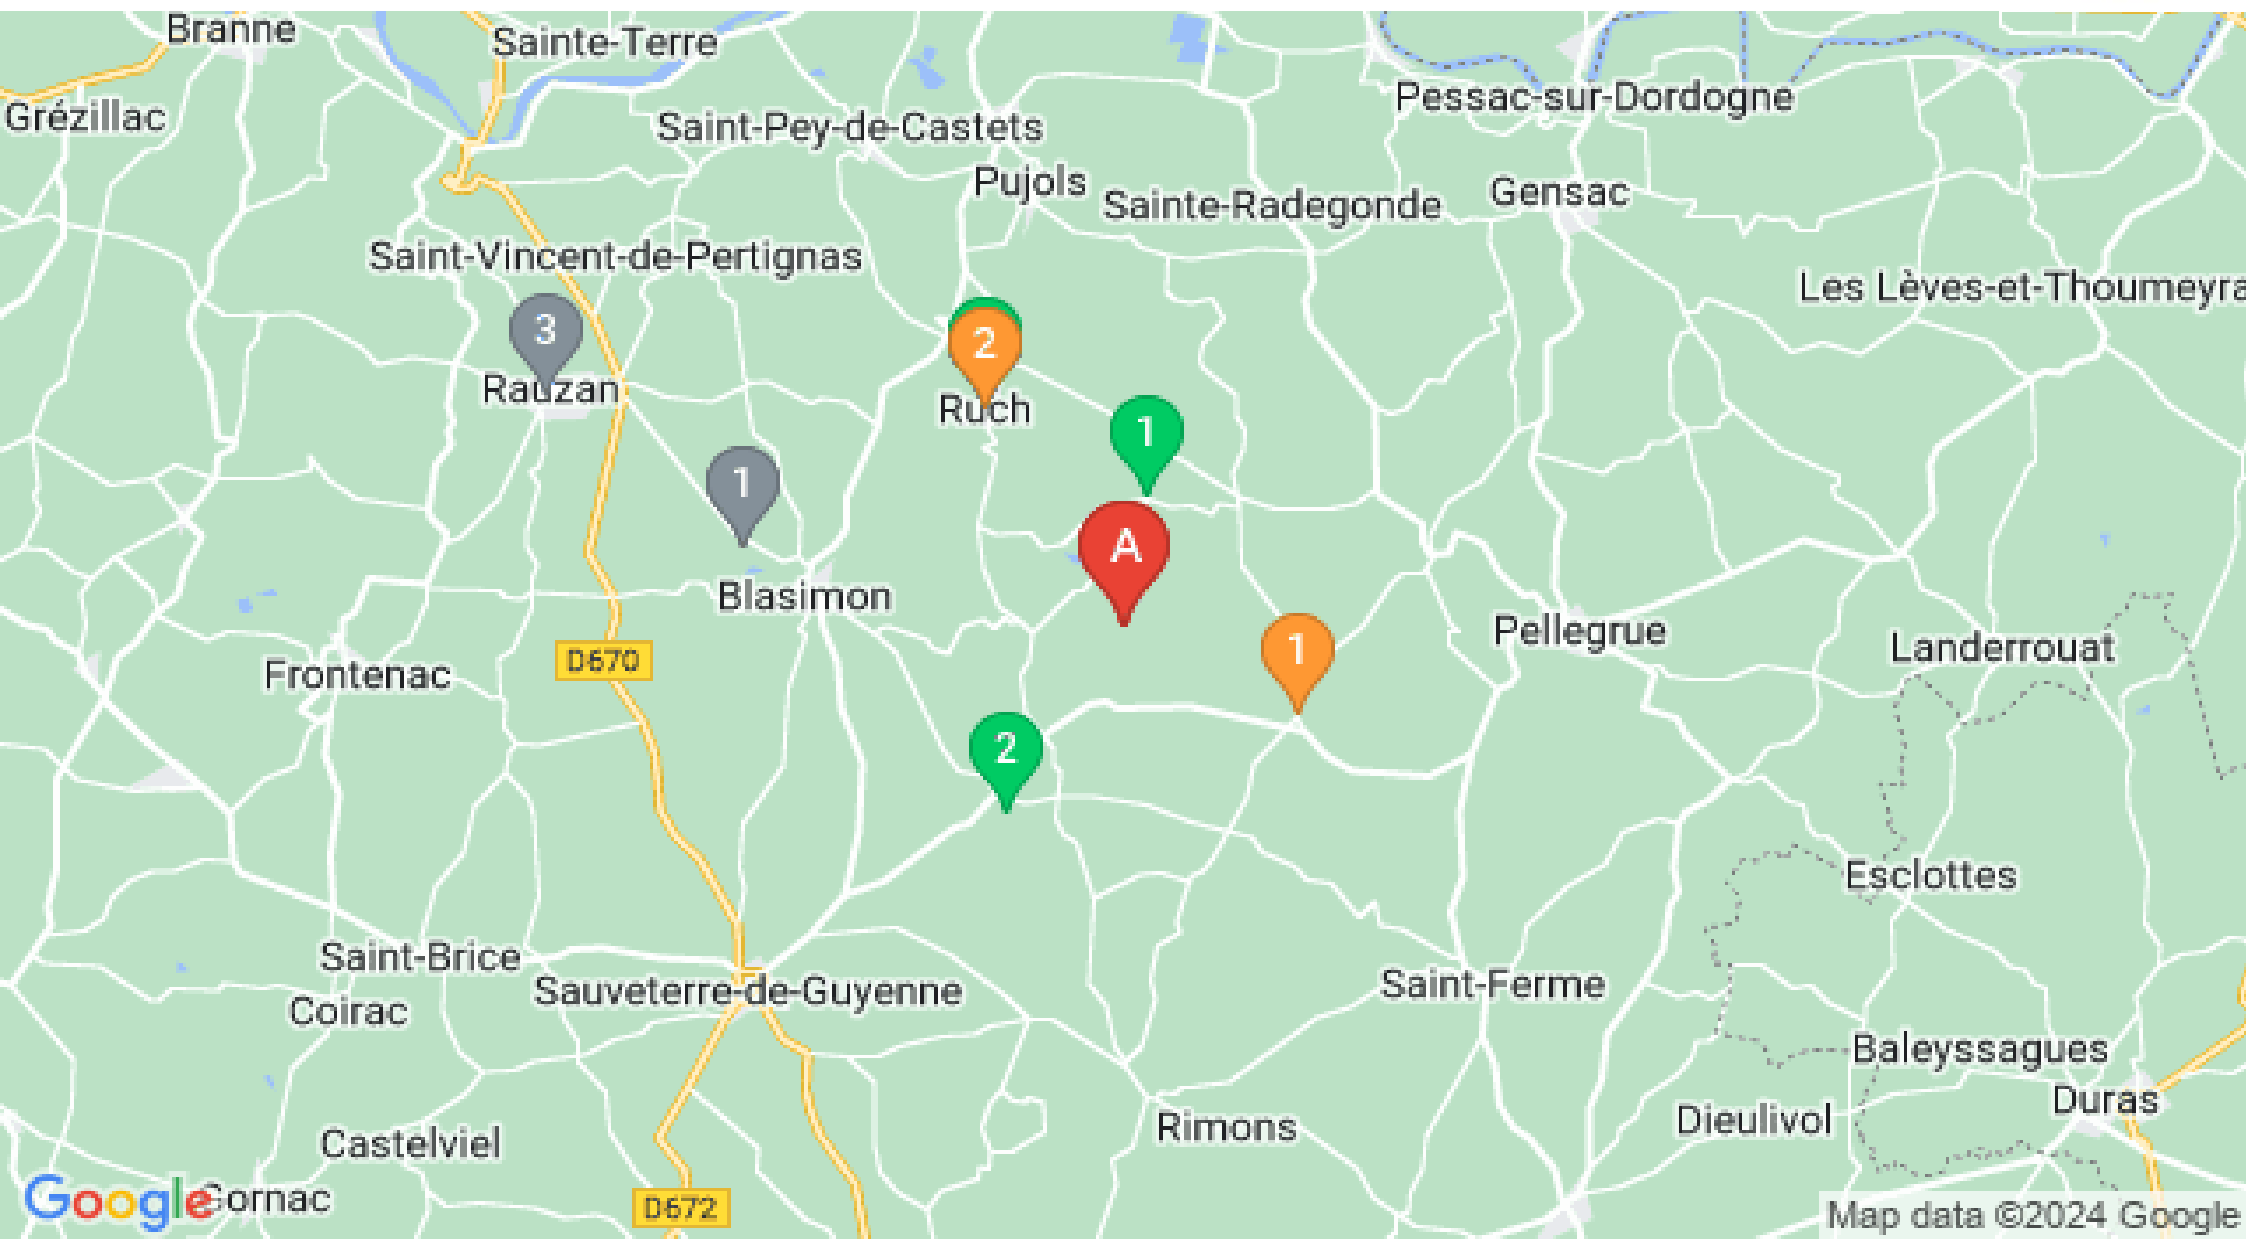 Branne
Sainte-Terre
Pessac-sur-Dordogne
Grézillac
Saint-Pey-de-Castets
Pujols
Sainte-Radegonde
Gensac
Saint-Vincent-de-Pertignas
Les Lèves-et-Thoumeyra
3
2
Rauzan
Ruch
1
1
A
Blasimon
Pellegrue
1
Landerrouat
D670
Frontenac
2
Esclottes
Saint-Brice
Sauveterre-de-Guyenne
Saint-Ferme
Coirac
Baleyssagues
Duras
Dieulivol
Rimons
Castelviel
Google
Gornac
D672
Map data ©2024 Google